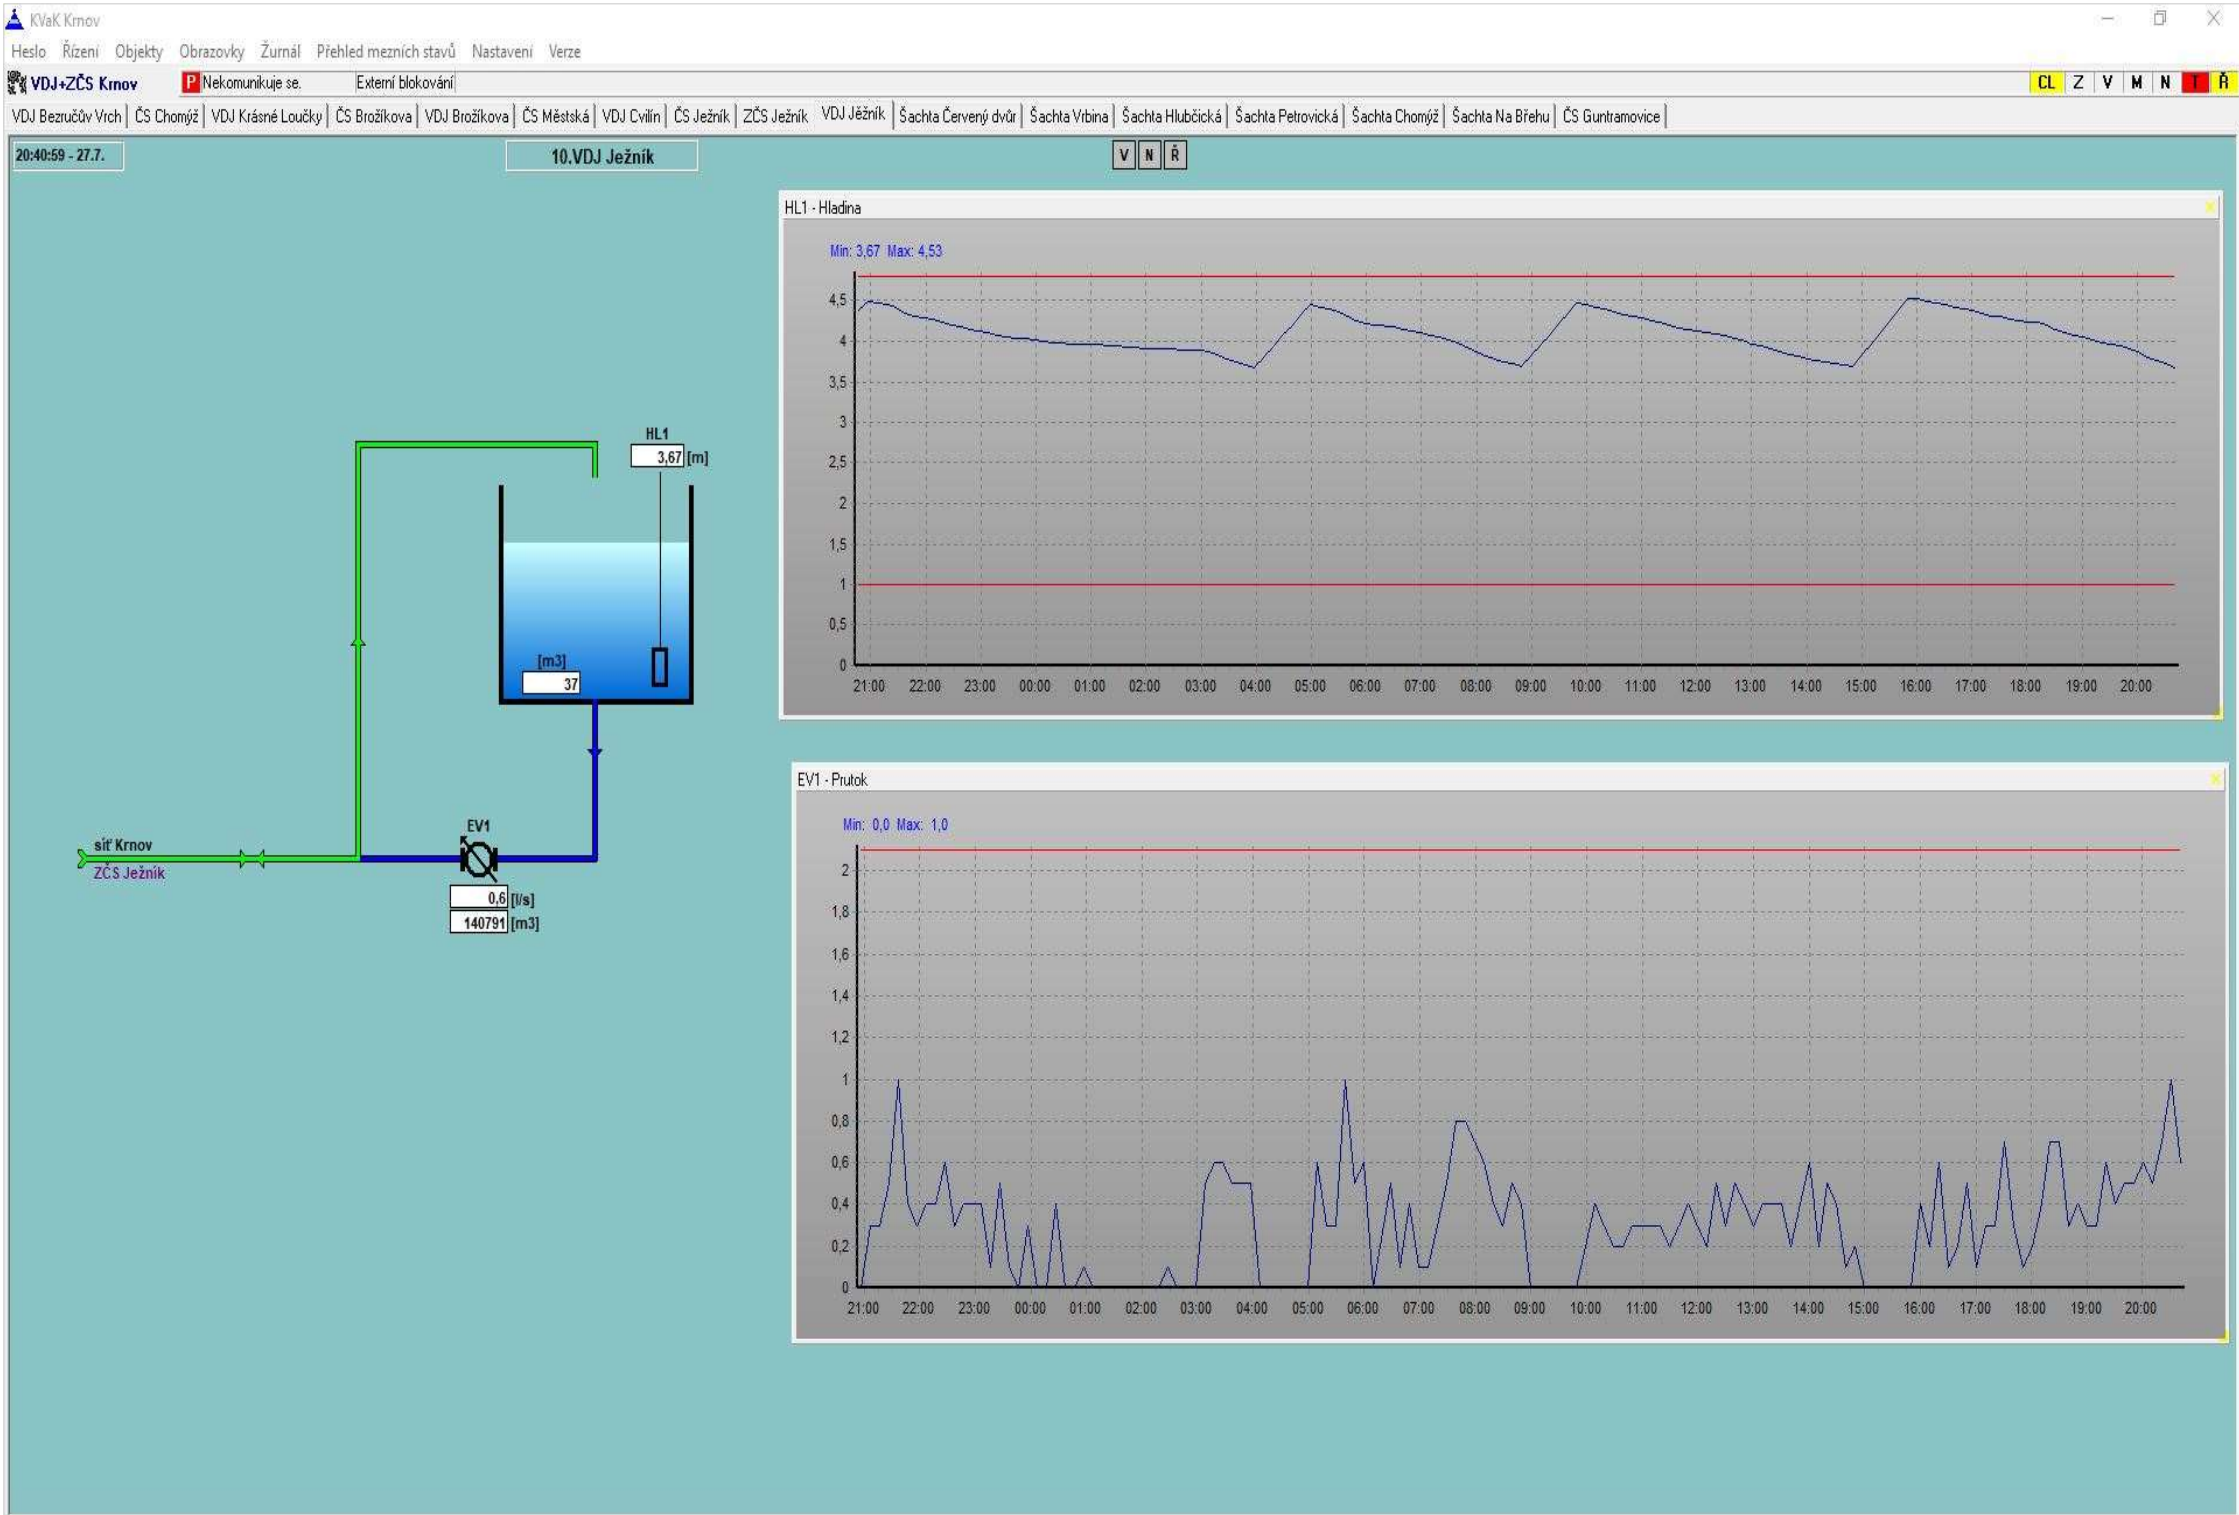 KVaK Krnov
Heslo Řízení Objekty Obrazovky Žurnál Přehled mezních stavů Nastavení Verze
VDJ+ZČS Krnov P Nekomunikuje se. Externí blokování CL Z V M N T Ř
VDJ Bezručův Vrch ČS Chomýž VDJ Krásné Loučky ČS Brožíkova VDJ Brožíkova ČS Městská VDJ Cvilín ČS Ježník ZČS Ježník VDJ Jěžník Šachta Červený dvůr Šachta Vrbina Šachta Hlubčická Šachta Petrovická Šachta Chomýž Šachta Na Břehu ČS Guntramovice
20:40:59 - 27.7. 10.VDJ Ježník V N Ř
HL1 - Hladina
Min: 3,67 Max: 4,53
4,5
4
3,5
3
2,5
2
1,5
1
0,5
0
21:00 22:00 23:00 00:00 01:00 02:00 03:00 04:00 05:00 06:00 07:00 08:00 09:00 10:00 11:00 12:00 13:00 14:00 15:00 16:00 17:00 18:00 19:00 20:00
HL1
3,67 [m]
[m3]
37
EV1
síť Krnov
ZČS Ježník
0,6 [l/s]
140791 [m3]
EV1 - Prutok
Min: 0,0 Max: 1,0
2
1,8
1,6
1,4
1,2
1
0,8
0,6
0,4
0,2
0
21:00 22:00 23:00 00:00 01:00 02:00 03:00 04:00 05:00 06:00 07:00 08:00 09:00 10:00 11:00 12:00 13:00 14:00 15:00 16:00 17:00 18:00 19:00 20:00